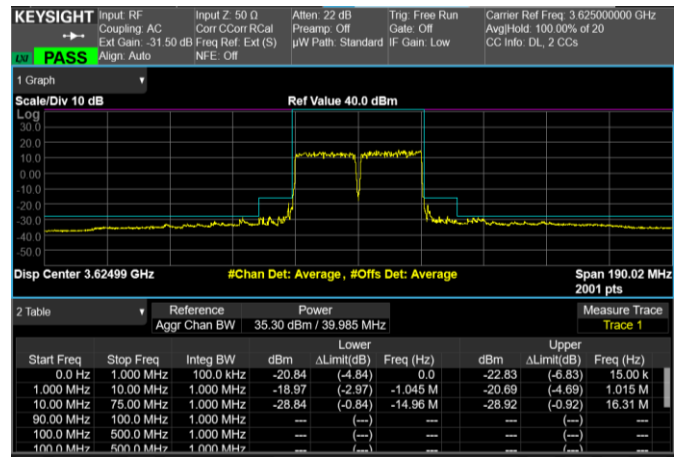 KEYSIGHT Input: RF Input Z: 50 Ω Atten: 22 dB Trig: Free Run Carrier Ref Freq: 3.625000000 GHz
Coupling: AC Corr CCorr RCal Preamp: Off Gate: Off Avg|Hold: 100.00% of 20
Ext Gain: -31.50 dB Freq Ref: Ext (S) µW Path: Standard IF Gain: Low CC Info: DL, 2 CCs
LXI PASS Align: Auto NFE: Off
1 Graph
Scale/Div 10 dB Ref Value 40.0 dBm
Log
30.0
20.0
10.0
0.00
-10.0
-20.0
-30.0
-40.0
-50.0
Disp Center 3.62499 GHz #Chan Det: Average, #Offs Det: Average Span 190.02 MHz
2001 pts
2 Table Reference Power Measure Trace
Aggr Chan BW 35.30 dBm / 39.985 MHz Trace 1
Lower Upper
Start Freq Stop Freq Integ BW dBm ΔLimit(dB) Freq (Hz) dBm ΔLimit(dB) Freq (Hz)
0.0 Hz 1.000 MHz 100.0 kHz -20.84 (-4.84) 0.0 -22.83 (-6.83) 15.00 k
1.000 MHz 10.00 MHz 1.000 MHz -18.97 (-2.97) -1.045 M -20.69 (-4.69) 1.015 M
10.00 MHz 75.00 MHz 1.000 MHz -28.84 (-0.84) -14.96 M -28.92 (-0.92) 16.31 M
90.00 MHz 100.0 MHz 1.000 MHz --- (---) --- --- (---) ---
100.0 MHz 500.0 MHz 1.000 MHz --- (---) --- --- (---) ---
100.0 MHz 500.0 MHz 1.000 MHz --- (---) --- --- (---) ---